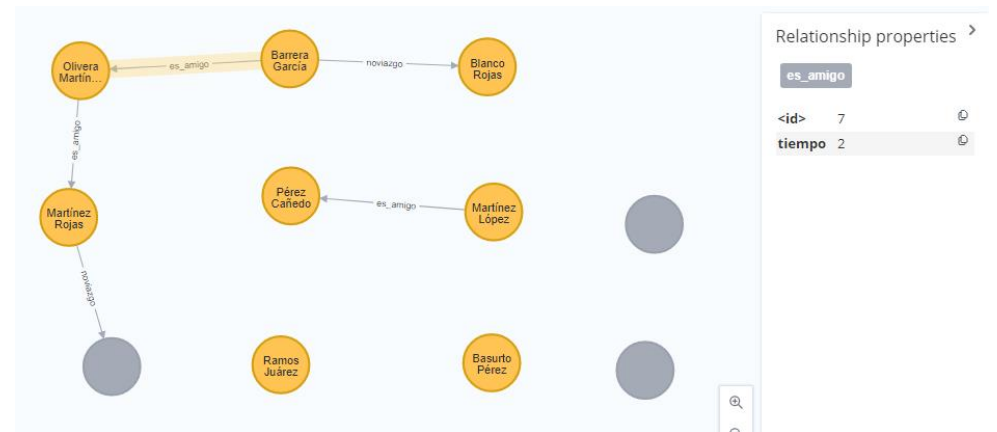 Olivera
Martín...
es_amigo
Barrera
García
noviazgo
Blanco
Rojas
es_amigo
Martínez
Rojas
Pérez
Cañedo
es_amigo
Martínez
López
noviazgo
Ramos
Juárez
Basurto
Pérez
Relationship properties
es_amigo
<id> 7
tiempo 2